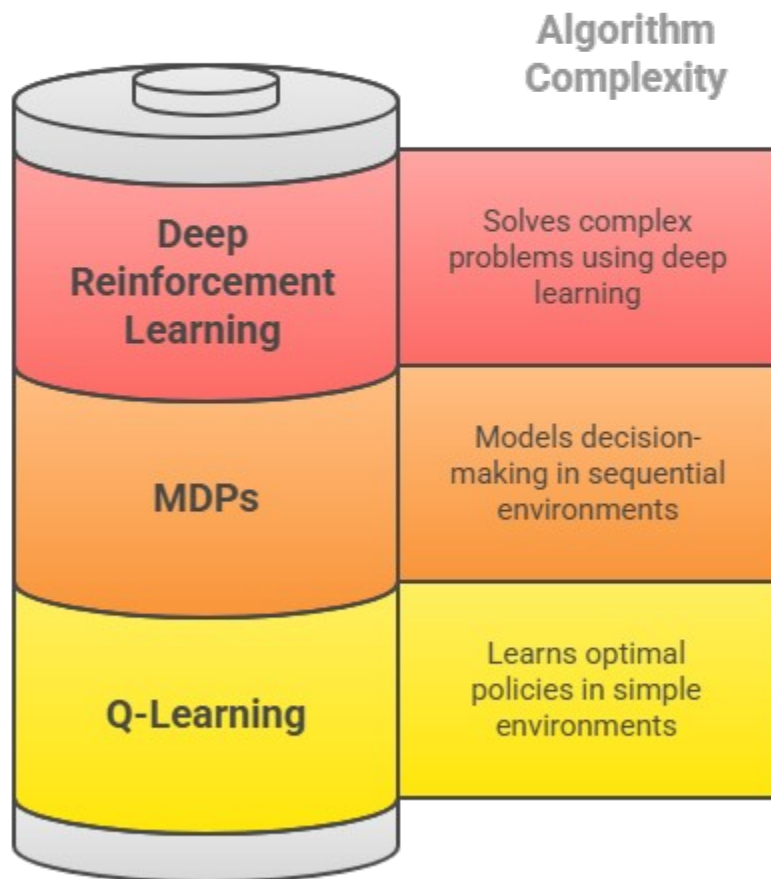 Algorithm
Complexity
Deep
Reinforcement
Learning
Solves complex
problems using deep
learning
MDPs
Models decision-
making in sequential
environments
Q-Learning
Learns optimal
policies in simple
environments